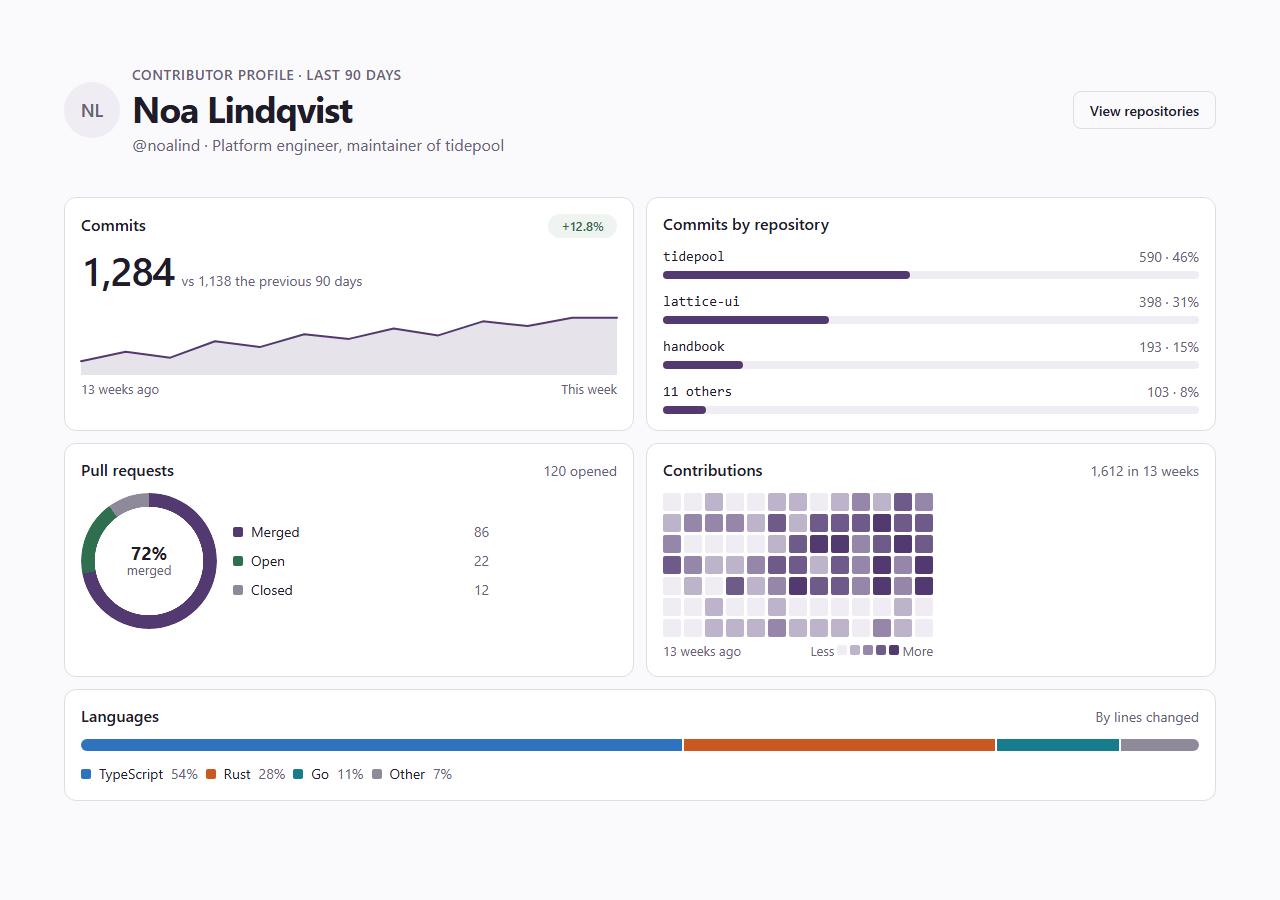 CONTRIBUTOR PROFILE · LAST 90 DAYS
NL
Noa Lindqvist
@noalind · Platform engineer, maintainer of tidepool
View repositories
Commits
+12.8%
1,284 vs 1,138 the previous 90 days
13 weeks ago
This week
Commits by repository
tidepool 590 · 46%
lattice-ui 398 · 31%
handbook 193 · 15%
11 others 103 · 8%
Pull requests
120 opened
72%
merged
Merged 86
Open 22
Closed 12
Contributions
1,612 in 13 weeks
13 weeks ago
Less More
Languages
By lines changed
TypeScript 54% Rust 28% Go 11% Other 7%